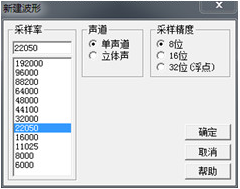 新建波形
采样率
22050
192000
96000
88200
64000
48000
44100
32000
22050
16000
11025
8000
6000
声道
单声道
立体声
采样精度
8位
16位
32位(浮点)
确定
取消
帮助